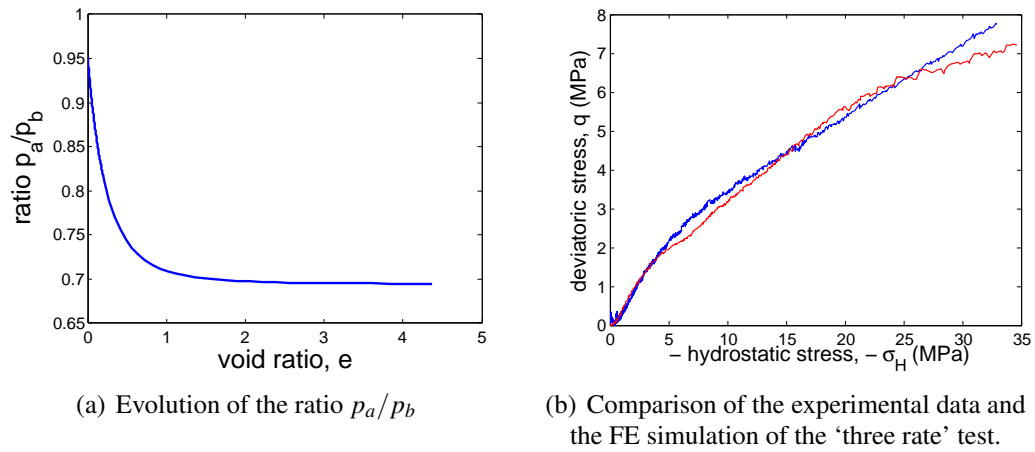 1
0.95
0.9
0.85
0.8
0.75
0.7
0.65
ratio p_a/p_b
0 1 2 3 4 5
void ratio, e
(a) Evolution of the ratio p_a/p_b
8
7
6
5
4
3
2
1
0
deviatoric stress, q (MPa)
0 5 10 15 20 25 30 35
− hydrostatic stress, − σ_H (MPa)
(b) Comparison of the experimental data and
the FE simulation of the ‘three rate’ test.